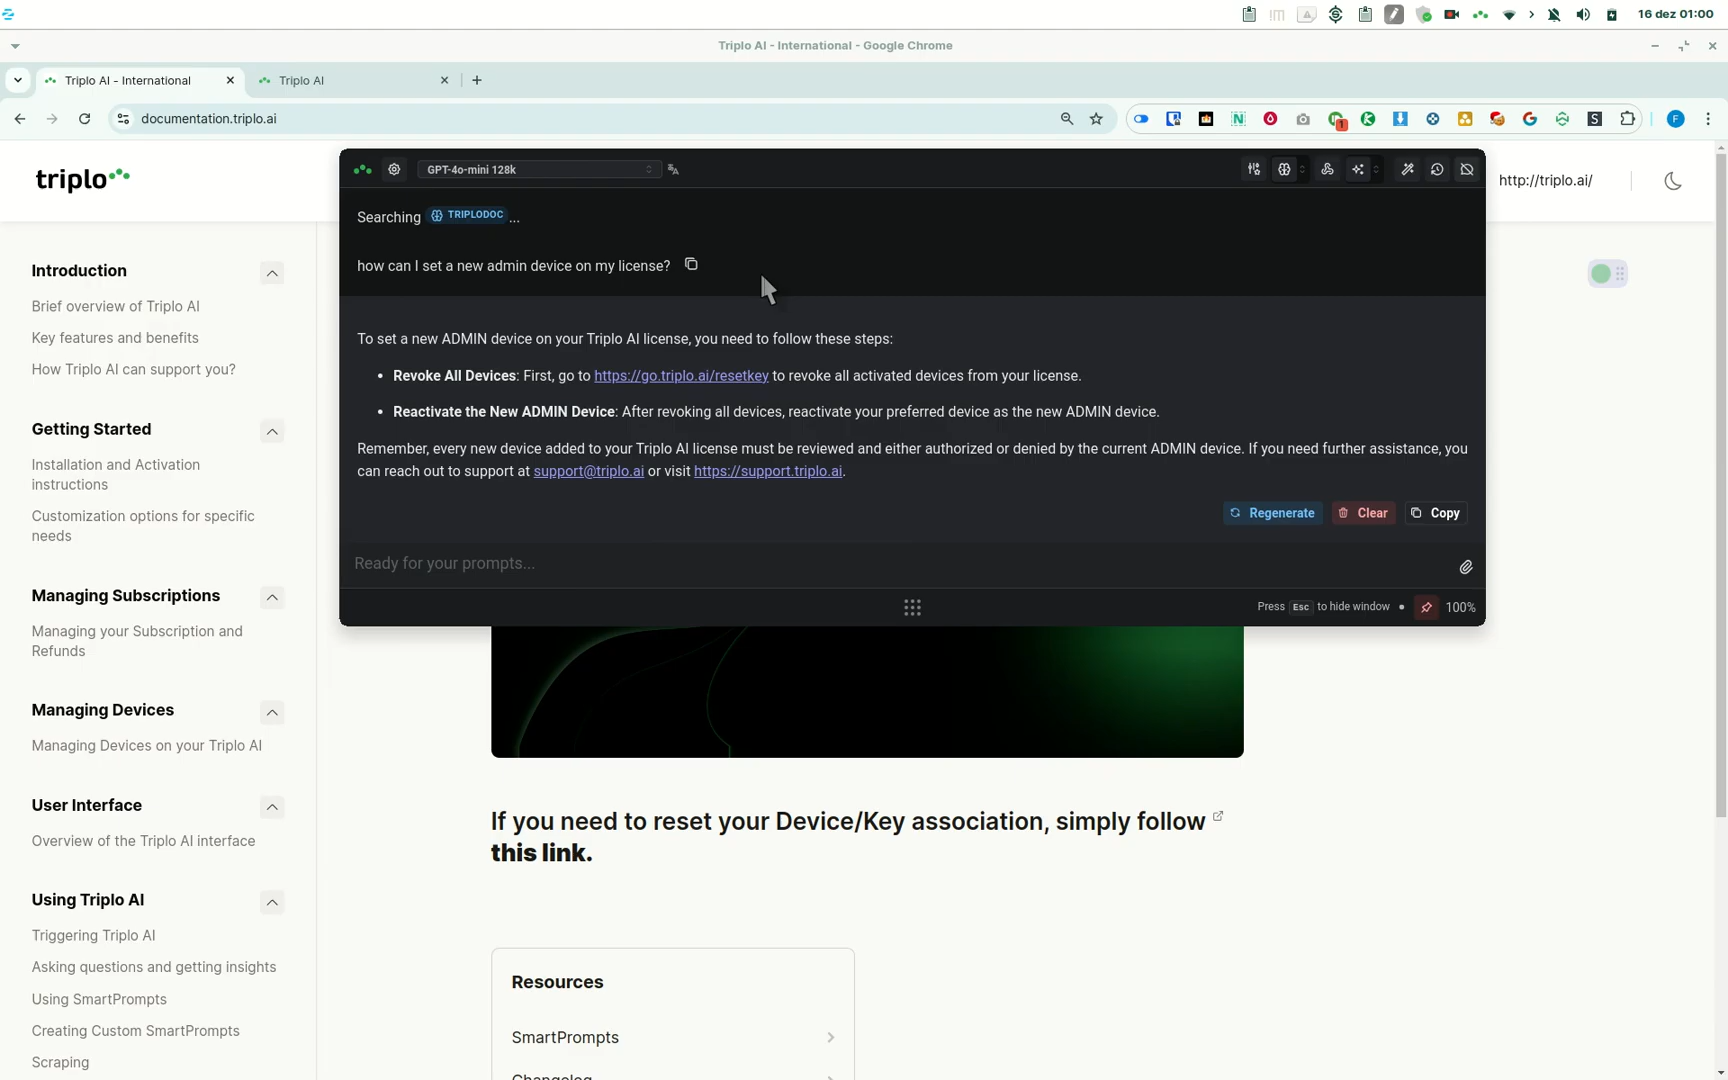 16 dez 01:00
Triplo AI - International - Google Chrome
Triplo AI - International
Triplo AI
documentation.triplo.ai
1
F
triplo
http://triplo.ai/
GPT-4o-mini 128k
Searching TRIPLODOC ...
how can I set a new admin device on my license?
To set a new ADMIN device on your Triplo AI license, you need to follow these steps:
• Revoke All Devices: First, go to https://go.triplo.ai/resetkey to revoke all activated devices from your license.
• Reactivate the New ADMIN Device: After revoking all devices, reactivate your preferred device as the new ADMIN device.
Remember, every new device added to your Triplo AI license must be reviewed and either authorized or denied by the current ADMIN device. If you need further assistance, you
can reach out to support at support@triplo.ai or visit https://support.triplo.ai.
Regenerate
Clear
Copy
Ready for your prompts...
Press Esc to hide window
100%
Introduction
Brief overview of Triplo AI
Key features and benefits
How Triplo AI can support you?
Getting Started
Installation and Activation
instructions
Customization options for specific
needs
Managing Subscriptions
Managing your Subscription and
Refunds
Managing Devices
Managing Devices on your Triplo AI
User Interface
Overview of the Triplo AI interface
Using Triplo AI
Triggering Triplo AI
Asking questions and getting insights
Using SmartPrompts
Creating Custom SmartPrompts
Scraping
If you need to reset your Device/Key association, simply follow
this link.
Resources
SmartPrompts
Changelog